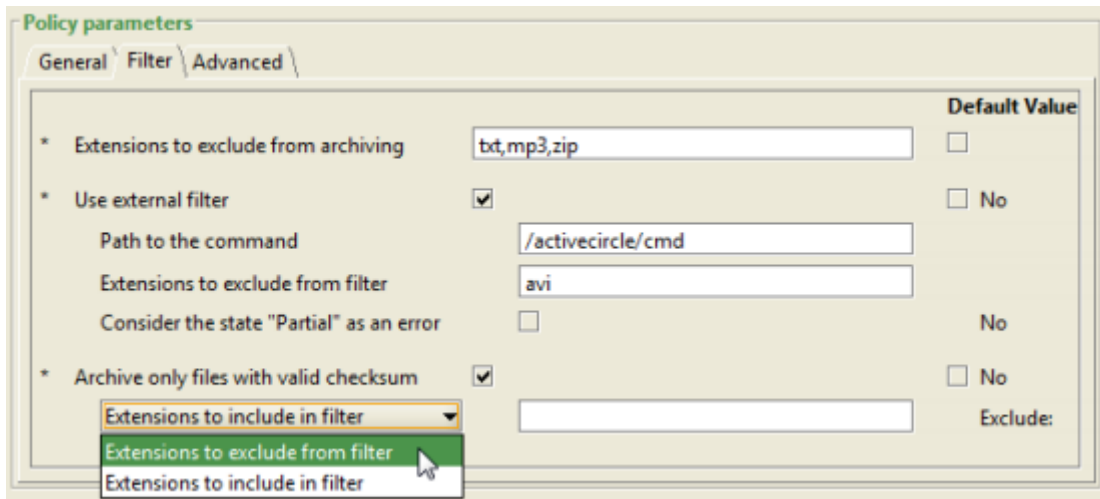 Policy parameters
General Filter Advanced
Default Value
* Extensions to exclude from archiving txt,mp3,zip
* Use external filter No
Path to the command /activecircle/cmd
Extensions to exclude from filter avi
Consider the state "Partial" as an error No
* Archive only files with valid checksum No
Extensions to include in filter Exclude:
Extensions to exclude from filter
Extensions to include in filter